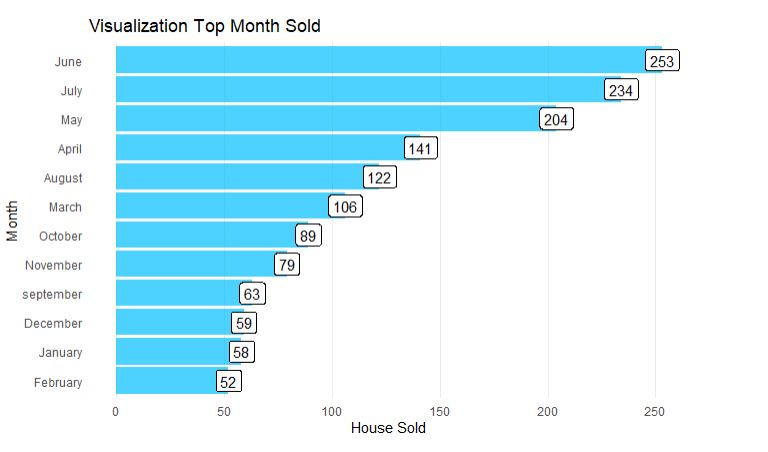 Visualization Top Month Sold
Month
June 253
July 234
May 204
April 141
August 122
March 106
October 89
November 79
september 63
December 59
January 58
February 52
0 50 100 150 200 250
House Sold